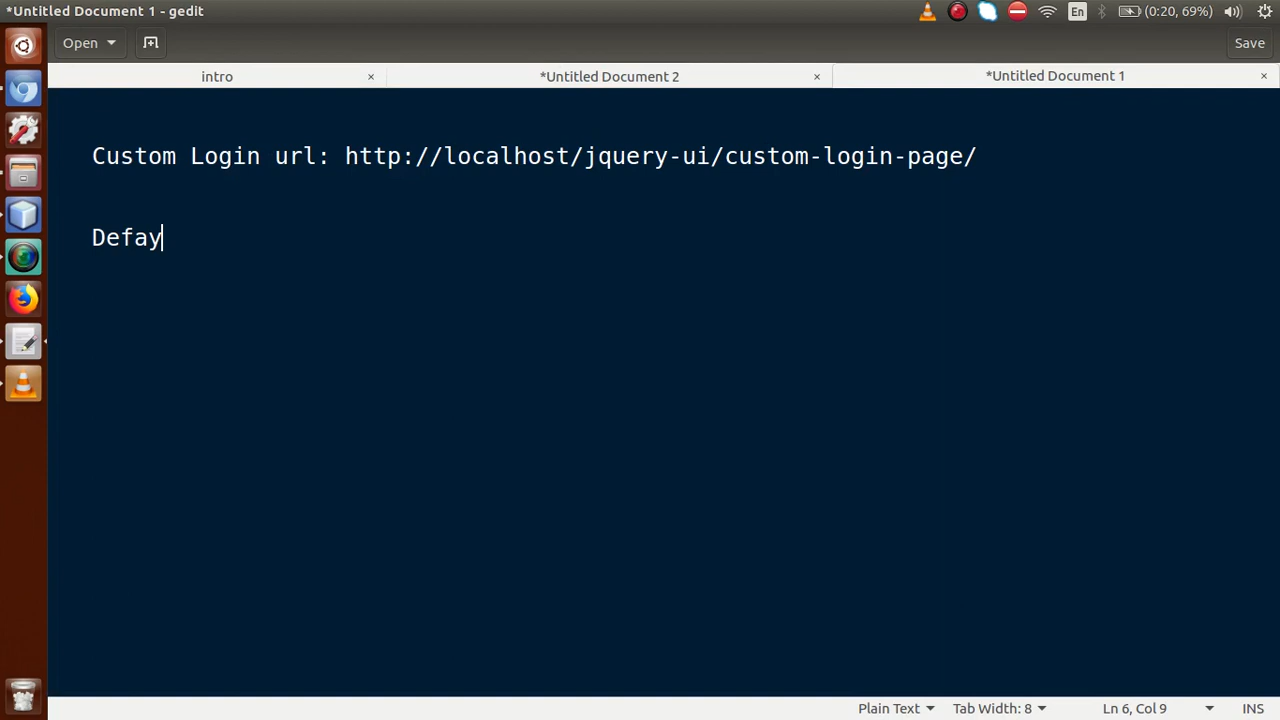 *Untitled Document 1 - gedit
En
(0:20, 69%)
Open
Save
intro
*Untitled Document 2
*Untitled Document 1
Custom Login url: http://localhost/jquery-ui/custom-login-page/
Defay
Plain Text
Tab Width: 8
Ln 6, Col 9
INS